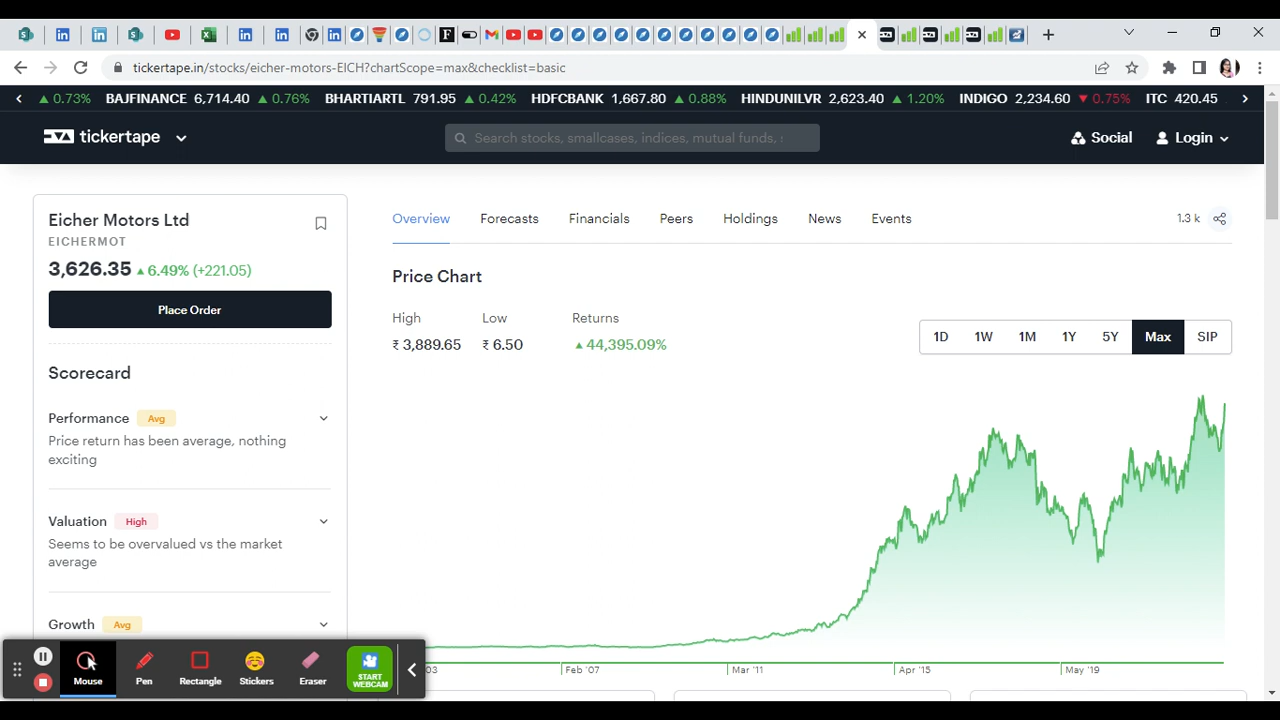 tickertape.in/stocks/eicher-motors-EICH?chartScope=max&checklist=basic
0.73% BAJFINANCE 6,714.40 0.76% BHARTIARTL 791.95 0.42% HDFCBANK 1,667.80 0.88% HINDUNILVR 2,623.40 1.20% INDIGO 2,234.60 0.75% ITC 420.45
tickertape
Search stocks, smallcases, indices, mutual funds,
Social
Login
Eicher Motors Ltd
EICHERMOT
3,626.35 6.49% (+221.05)
Place Order
Scorecard
Performance Avg
Price return has been average, nothing
exciting
Valuation High
Seems to be overvalued vs the market
average
Growth Avg
Overview Forecasts Financials Peers Holdings News Events
1.3 k
Price Chart
High Low Returns
₹ 3,889.65 ₹ 6.50 44,395.09%
1D 1W 1M 1Y 5Y Max SIP
03 Feb '07 Mar '11 Apr '15 May '19
Mouse Pen Rectangle Stickers Eraser START
WEBCAM